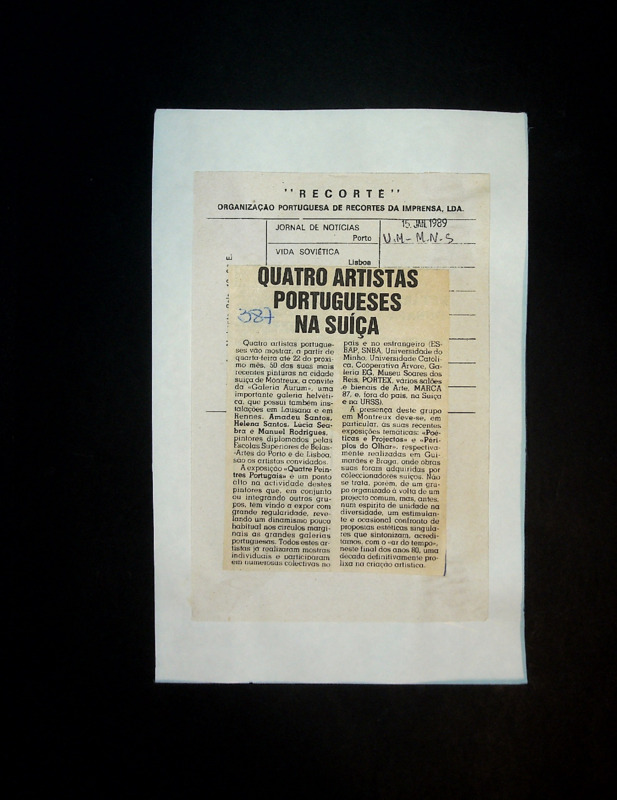 "RECORTE"
ORGANIZAÇÃO PORTUGUESA DE RECORTES DA IMPRENSA, LDA.
JORNAL DE NOTÍCIAS
Porto
15. JAN. 1989
U.M - M.N.S
VIDA SOVIÉTICA
Lisboa
QUATRO ARTISTAS
PORTUGUESES
NA SUÍÇA
387
Quatro artistas portugue-
ses vão mostrar, a partir de
quarta-feira até 22 do próxi-
mo mês, 50 das suas mais
recentes pinturas na cidade
suíça de Montreux, a convite
da «Galeria Aurum», uma
importante galeria helvéti-
ca, que possui também ins-
talações em Lausana e em
Rennes. Amadeu Santos,
Helena Santos, Lúcia Sea-
bra e Manuel Rodrigues,
pintores diplomados pelas
Escolas Superiores de Belas-
-Artes do Porto e de Lisboa,
são os artistas convidados.
A exposição «Quatre Pein-
tres Portugais» é um ponto
alto na actividade destes
pintores que, em conjunto
ou integrando outros gru-
pos, tem vindo a expor com
grande regularidade, reve-
lando um dinamismo pouco
habitual nos círculos margi-
nais as grandes galerias
portuguesas. Todos estes ar-
tistas já realizaram mostras
individuais e participaram
em numerosas colectivas no
país e no estrangeiro (ES-
BAP, SNBA, Universidade do
Minho, Universidade Católi-
ca, Cooperativa Árvore, Ga-
leria EG, Museu Soares dos
Reis, PORTEX, vários salões
e bienais de Arte, MARCA
87, e, fora do país, na Suíça
e na URSS).
A presença deste grupo
em Montreux deve-se, em
particular, às suas recentes
exposições temáticas: «Poé-
ticas e Projectos» e «Péri-
plos do Olhar», respectiva-
mente realizadas em Gui-
marães e Braga, onde obras
suas foram adquiridas por
coleccionadores suíços. Não
se trata, porém, de um gru-
po organizado à volta de um
projecto comum, mas, antes,
num espírito de unidade na
diversidade, um estimulan-
te e ocasional confronto de
propostas estéticas singula-
res que sintonizam, acredi-
tamos, com o «ar do tempo»,
neste final dos anos 80, uma
década definitivamente pro-
lixa na criação artística.